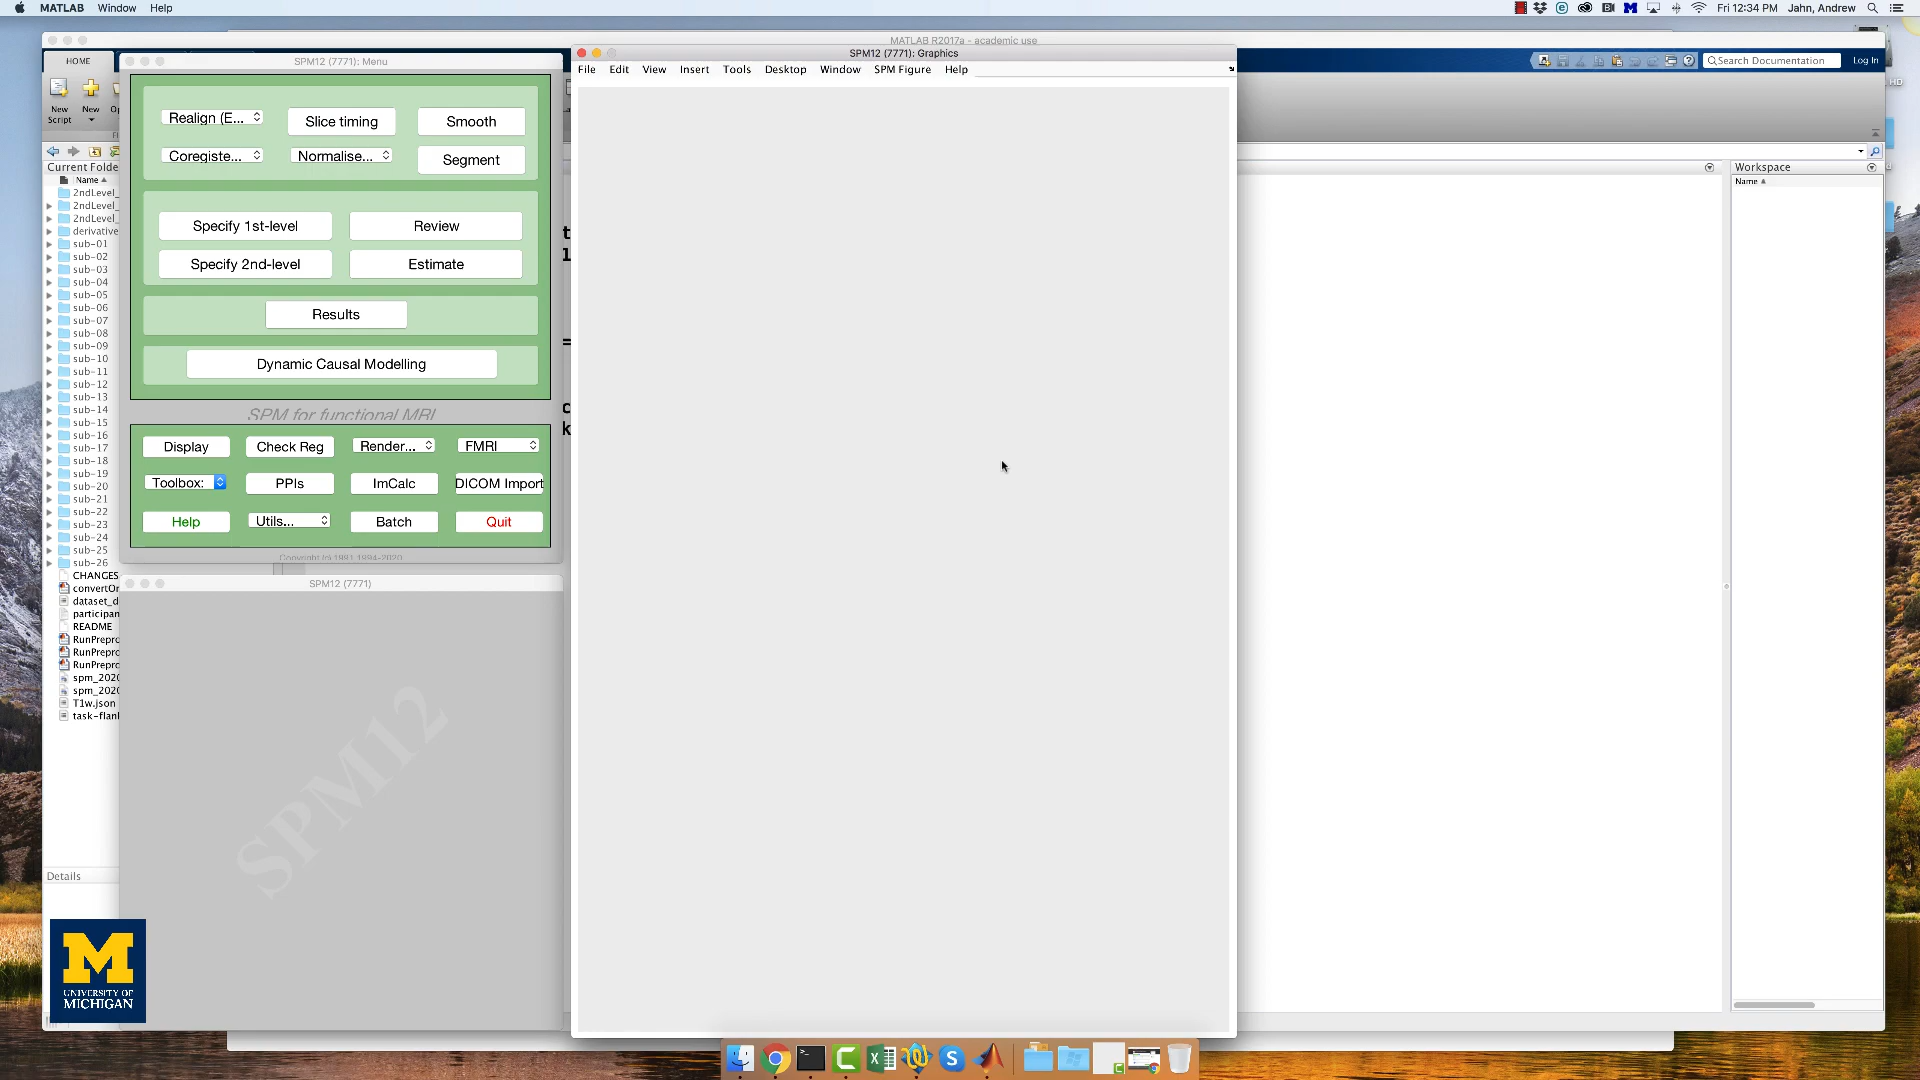 MATLAB Window Help
Fri 12:34 PM Jahn, Andrew
MATLAB R2017a - academic use
HOME
Search Documentation
Log In
New
Script
New
SPM12 (7771): Menu
Realign (E...
Slice timing
Smooth
Coregiste...
Normalise...
Segment
Specify 1st-level
Review
Specify 2nd-level
Estimate
Results
Dynamic Causal Modelling
SPM for functional MRI
Display
Check Reg
Render...
FMRI
Toolbox:
PPIs
ImCalc
DICOM Import
Help
Utils...
Batch
Quit
Copyright (c) 1991,1994-2020
SPM12 (7771)
SPM12
SPM12 (7771): Graphics
File Edit View Insert Tools Desktop Window SPM Figure Help
Current Folde
Name
2ndLevel_
2ndLevel_
2ndLevel_
derivative
sub-01
sub-02
sub-03
sub-04
sub-05
sub-06
sub-07
sub-08
sub-09
sub-10
sub-11
sub-12
sub-13
sub-14
sub-15
sub-16
sub-17
sub-18
sub-19
sub-20
sub-21
sub-22
sub-23
sub-24
sub-25
sub-26
CHANGES
convertOr
dataset_d
participan
README
RunPrepro
RunPrepro
RunPrepro
spm_2020
spm_2020
T1w.json
task-flank
Details
Workspace
Name
HD
M
UNIVERSITY OF
MICHIGAN